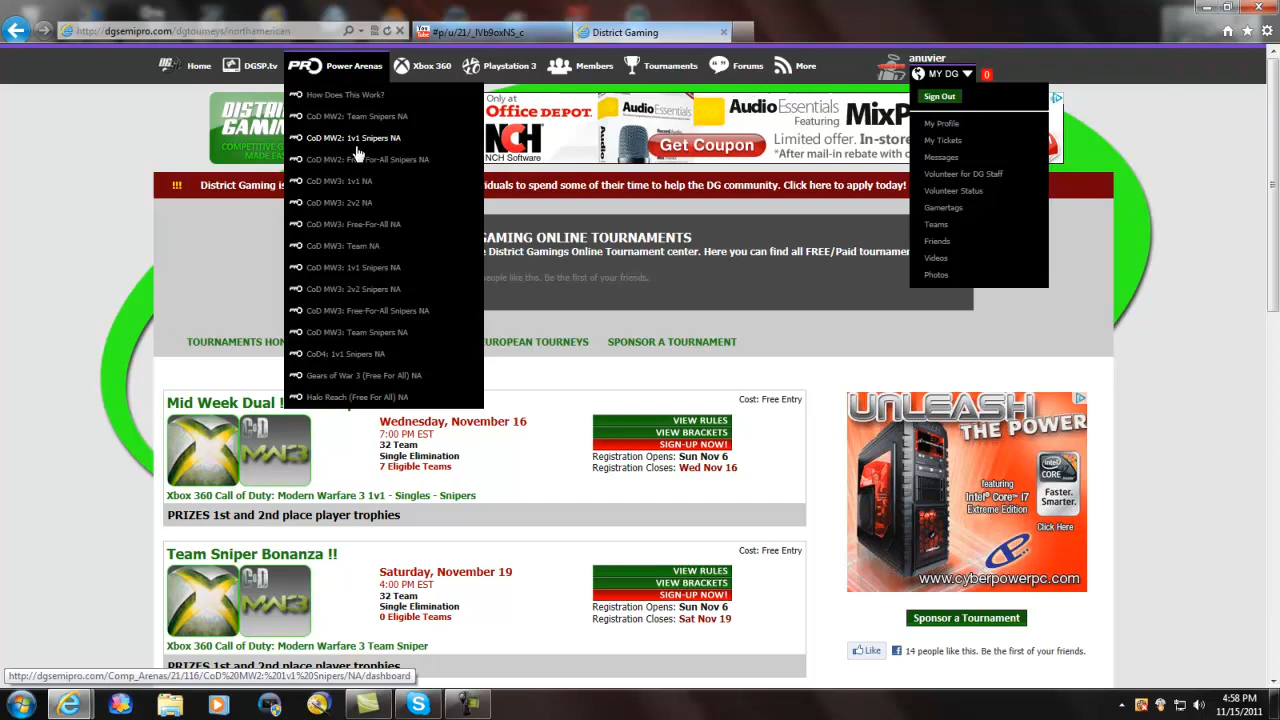 http://dgsemipro.com/dgtourneys/northamerican
#p/u/21/_lVb9oxNS_c
District Gaming
Home
DGSP.tv
PRO Power Arenas
Xbox 360
Playstation 3
Members
Tournaments
Forums
More
anuvier
MY DG
0
How Does This Work?
CoD MW2: Team Snipers NA
CoD MW2: 1v1 Snipers NA
CoD MW2: Free-For-All Snipers NA
CoD MW3: 1v1 NA
CoD MW3: 2v2 NA
CoD MW3: Free-For-All NA
CoD MW3: Team NA
CoD MW3: 1v1 Snipers NA
CoD MW3: 2v2 Snipers NA
CoD MW3: Free-For-All Snipers NA
CoD MW3: Team Snipers NA
CoD4: 1v1 Snipers NA
Gears of War 3 (Free For All) NA
Halo Reach (Free For All) NA
Sign Out
My Profile
My Tickets
Messages
Volunteer for DG Staff
Volunteer Status
Gamertags
Teams
Friends
Videos
Photos
Only at
Office DEPOT.
NCH
NCH Software
AudioEssentials
Audio Essentials
Featuring
MixP
Get Coupon
Limited offer. In-store
*After mail-in rebate with
!!! District Gaming is
viduals to spend some of their time to help the DG community. Click here to apply today!
GAMING ONLINE TOURNAMENTS
e District Gamings Online Tournament center. Here you can find all FREE/Paid tourname
people like this. Be the first of your friends.
TOURNAMENTS HOM
EUROPEAN TOURNEYS
SPONSOR A TOURNAMENT
Mid Week Dual !
Cost: Free Entry
CoD
MW3
Wednesday, November 16
7:00 PM EST
32 Team
Single Elimination
7 Eligible Teams
VIEW RULES
VIEW BRACKETS
SIGN-UP NOW!
Registration Opens: Sun Nov 6
Registration Closes: Wed Nov 16
Xbox 360 Call of Duty: Modern Warfare 3 1v1 - Singles - Snipers
PRIZES 1st and 2nd place player trophies
Team Sniper Bonanza !!
Cost: Free Entry
CoD
MW3
Saturday, November 19
4:00 PM EST
32 Team
Single Elimination
0 Eligible Teams
VIEW RULES
VIEW BRACKETS
SIGN-UP NOW!
Registration Opens: Sun Nov 6
Registration Closes: Sat Nov 19
Xbox 360 Call of Duty: Modern Warfare 3 Team Sniper
PRIZES 1st and 2nd place player trophies
UNLEASH
THE POWER
featuring
Intel® Core™ I7
Extreme Edition
intel
CORE i7
Faster.
Smarter.
Click Here
www.cyberpowerpc.com
Sponsor a Tournament
Like
14 people like this. Be the first of your friends.
http://dgsemipro.com/Comp_Arenas/21/116/CoD%20MW2:%201v1%20Snipers/NA/dashboard
4:58 PM
11/15/2011